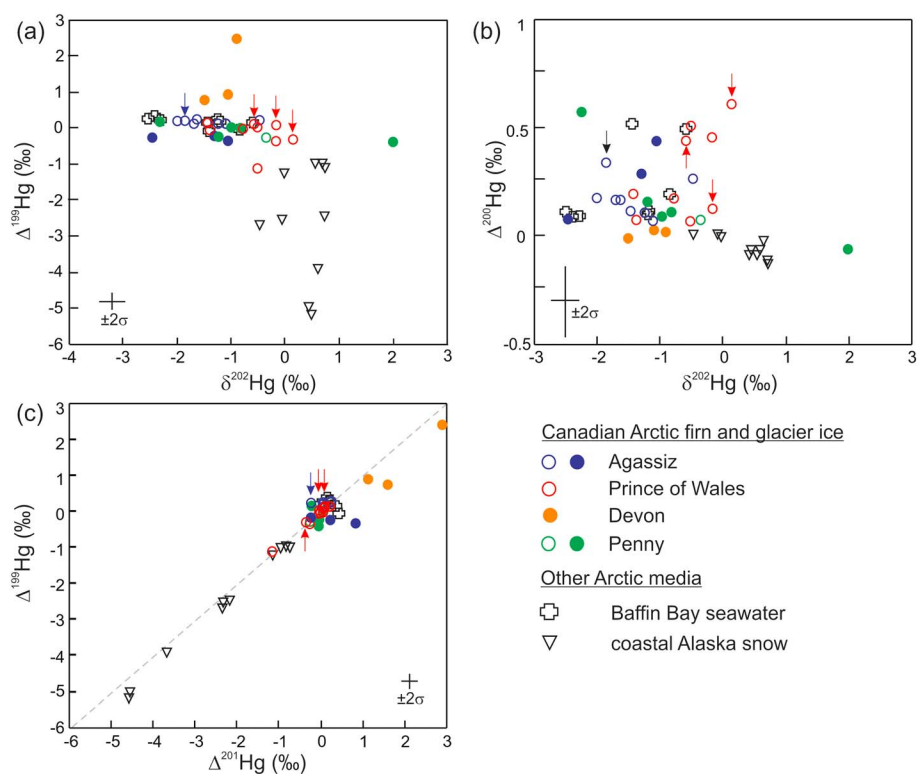 (a)
3
2
1
0
-1
-2
-3
-4
-5
-6
Δ¹⁹⁹Hg (‰)
±2σ
-4 -3 -2 -1 0 1 2 3
δ²⁰²Hg (‰)
(b)
1
0.5
0
-0.5
Δ²⁰⁰Hg (‰)
±2σ
-3 -2 -1 0 1 2 3
δ²⁰²Hg (‰)
(c)
3
2
1
0
-1
-2
-3
-4
-5
-6
Δ¹⁹⁹Hg (‰)
±2σ
-6 -5 -4 -3 -2 -1 0 1 2 3
Δ²⁰¹Hg (‰)
Canadian Arctic firn and glacier ice
Agassiz
Prince of Wales
Devon
Penny
Other Arctic media
Baffin Bay seawater
coastal Alaska snow